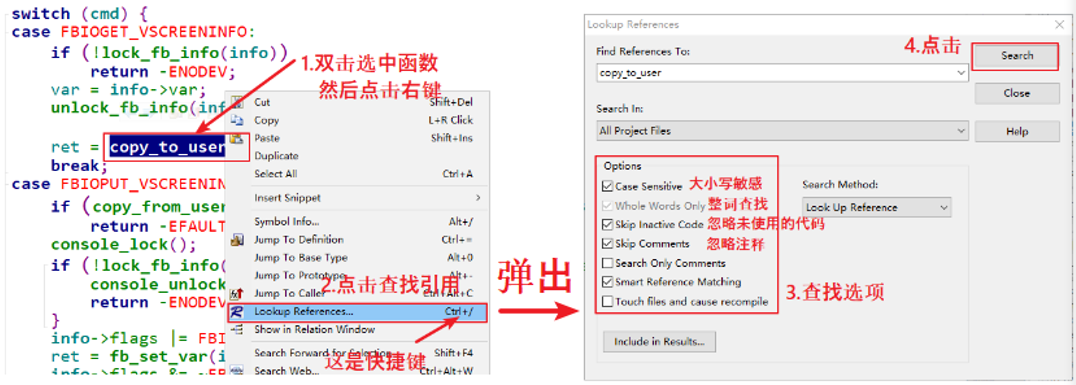 switch (cmd) {
case FBIOGET_VSCREENINFO:
if (!lock_fb_info(info))
return -ENODEV;
var = info->var;
unlock_fb_info(inf
ret = copy_to_user
break;
case FBIOPUT_VSCREENIN
if (copy_from_user
return -EFAULT
console_lock();
if (!lock_fb_info(
console_unlock
return -ENODEV
}
info->flags |= FBI
ret = fb_set_var(i
info->flags &= ~FB
1.双击选中函数
然后点击右键
Cut Shift+Del
Copy L+R Click
Paste Shift+Ins
Duplicate
Select All Ctrl+A
Insert Snippet
Symbol Info... Alt+/
Jump To Definition Ctrl+=
Jump To Base Type Alt+0
Jump To Prototype Alt+-
2.点击查找引用
Jump To Caller Ctrl+Alt+C
Lookup References... Ctrl+/
Show in Relation Window
Search Forward for Selection Shift+F4
这是快捷键
Search Web... Ctrl+Alt+W
弹出
Lookup References
4.点击
Find References To:
Search
copy_to_user
Close
Search In:
All Project Files
Help
Options
Case Sensitive 大小写敏感
Search Method:
Whole Words Only 整词查找
Look Up Reference
Skip Inactive Code 忽略未使用的代码
Skip Comments 忽略注释
Search Only Comments
Smart Reference Matching
3.查找选项
Touch files and cause recompile
Include in Results...